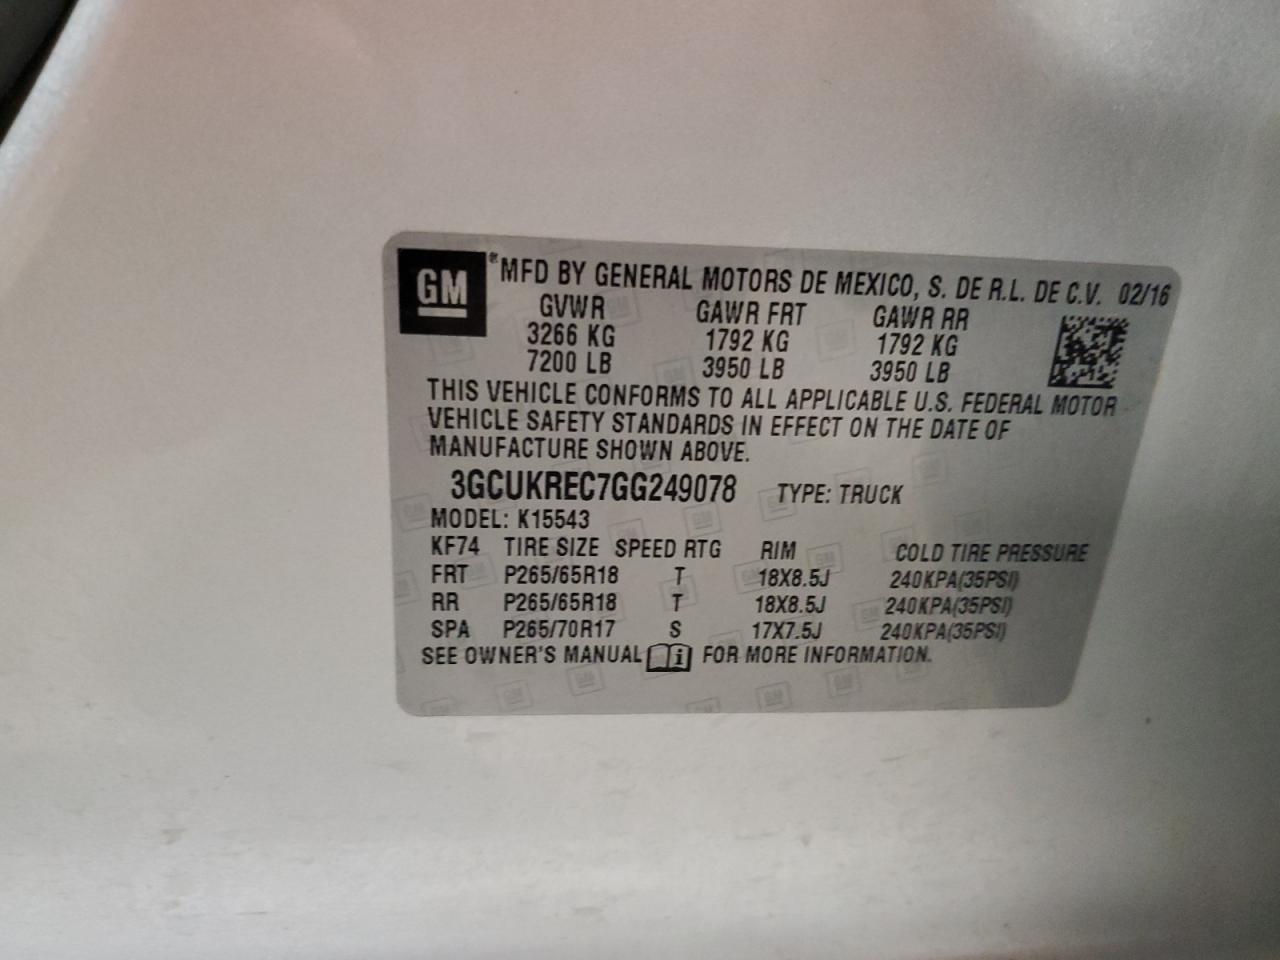 GM ® MFD BY GENERAL MOTORS DE MEXICO, S. DE R.L. DE C.V. 02/16
GVWR GAWR FRT GAWR RR
3266 KG 1792 KG 1792 KG
7200 LB 3950 LB 3950 LB
THIS VEHICLE CONFORMS TO ALL APPLICABLE U.S. FEDERAL MOTOR
VEHICLE SAFETY STANDARDS IN EFFECT ON THE DATE OF
MANUFACTURE SHOWN ABOVE.
3GCUKREC7GG249078 TYPE: TRUCK
MODEL: K15543
KF74 TIRE SIZE SPEED RTG RIM COLD TIRE PRESSURE
FRT P265/65R18 T 18X8.5J 240KPA(35PSI)
RR P265/65R18 T 18X8.5J 240KPA(35PSI)
SPA P265/70R17 S 17X7.5J 240KPA(35PSI)
SEE OWNER'S MANUAL i FOR MORE INFORMATION.